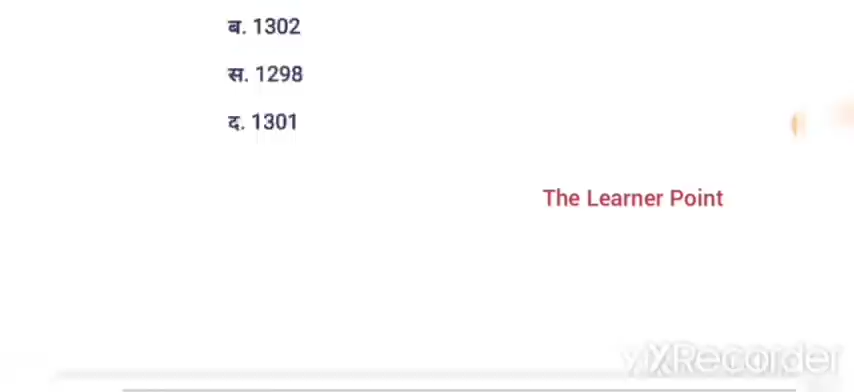 ब. 1302
स. 1298
द. 1301
The Learner Point
XRecorder